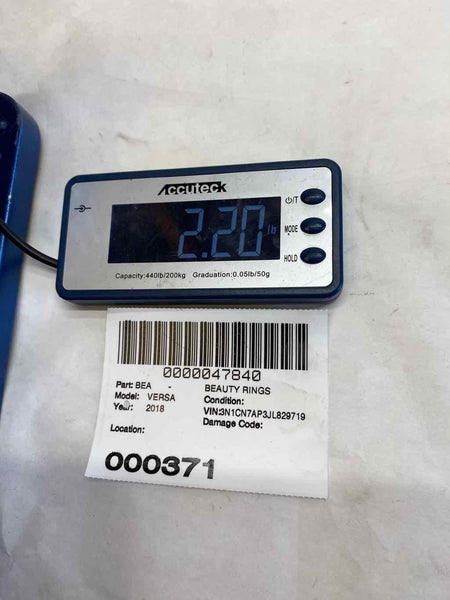 Accuteck
2.20 lb
⏻/T
MODE
HOLD
Capacity:440lb/200kg Graduation:0.05lb/50g
0000047840
Part: BEA - BEAUTY RINGS
Model: VERSA Condition:
Year: 2018 VIN:3N1CN7AP3JL829719
Damage Code:
Location:
000371